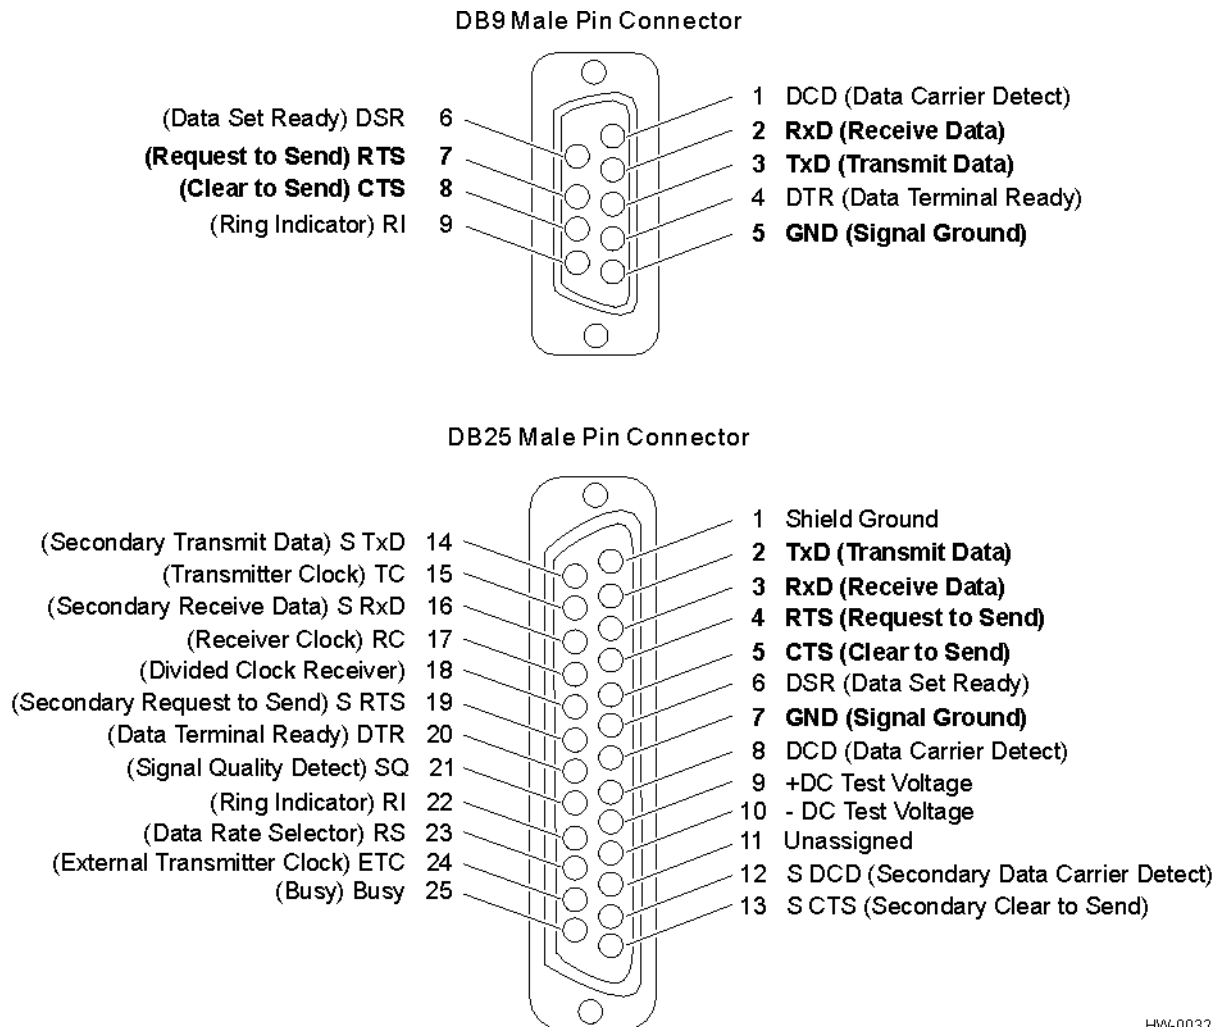 DB9 Male Pin Connector
(Data Set Ready) DSR 6
(Request to Send) RTS 7
(Clear to Send) CTS 8
(Ring Indicator) RI 9
1 DCD (Data Carrier Detect)
2 RxD (Receive Data)
3 TxD (Transmit Data)
4 DTR (Data Terminal Ready)
5 GND (Signal Ground)
DB25 Male Pin Connector
(Secondary Transmit Data) S TxD 14
(Transmitter Clock) TC 15
(Secondary Receive Data) S RxD 16
(Receiver Clock) RC 17
(Divided Clock Receiver) 18
(Secondary Request to Send) S RTS 19
(Data Terminal Ready) DTR 20
(Signal Quality Detect) SQ 21
(Ring Indicator) RI 22
(Data Rate Selector) RS 23
(External Transmitter Clock) ETC 24
(Busy) Busy 25
1 Shield Ground
2 TxD (Transmit Data)
3 RxD (Receive Data)
4 RTS (Request to Send)
5 CTS (Clear to Send)
6 DSR (Data Set Ready)
7 GND (Signal Ground)
8 DCD (Data Carrier Detect)
9 +DC Test Voltage
10 - DC Test Voltage
11 Unassigned
12 S DCD (Secondary Data Carrier Detect)
13 S CTS (Secondary Clear to Send)
HW-0032